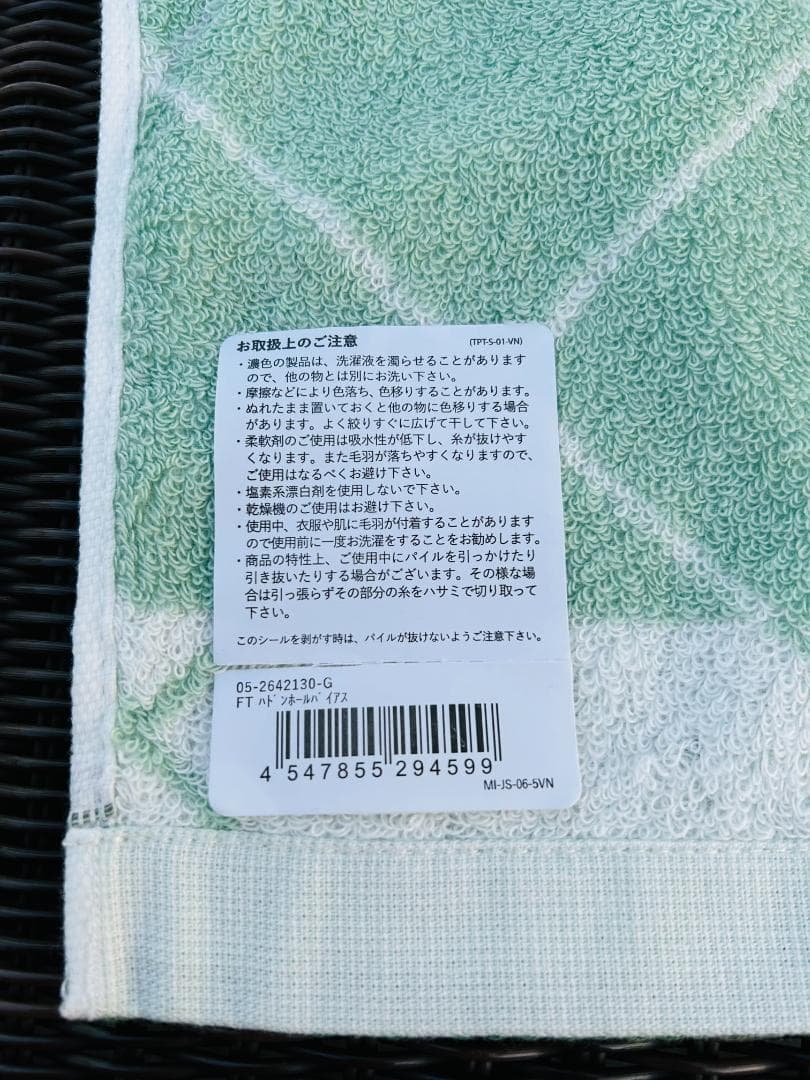 お取扱上のご注意
(TPT-S-01-VN)
・濃色の製品は、洗濯液を濁らせることがあります
ので、他の物とは別にお洗い下さい。
・摩擦などにより色落ち、色移りすることがあります。
・ぬれたまま置いておくと他の物に色移りする場合
があります。よく絞りすぐに広げて干して下さい。
・柔軟剤のご使用は吸水性が低下し、糸が抜けやす
くなります。また毛羽が落ちやすくなりますので、
ご使用はなるべくお避け下さい。
・塩素系漂白剤を使用しないで下さい。
・乾燥機のご使用はお避け下さい。
・使用中、衣服や肌に毛羽が付着することがあります
ので使用前に一度お洗濯をすることをお勧めします。
・商品の特性上、ご使用中にパイルを引っかけたり
引き抜いたりする場合がございます。その様な場
合は引っ張らずその部分の糸をハサミで切り取って
下さい。
このシールを剥がす時は、パイルが抜けないようご注意下さい。
05-2642130-G
FT ﾊﾄﾞﾝﾎｰﾙﾊﾞｲｱｽ
4 547855 294599
MI-JS-06-5VN